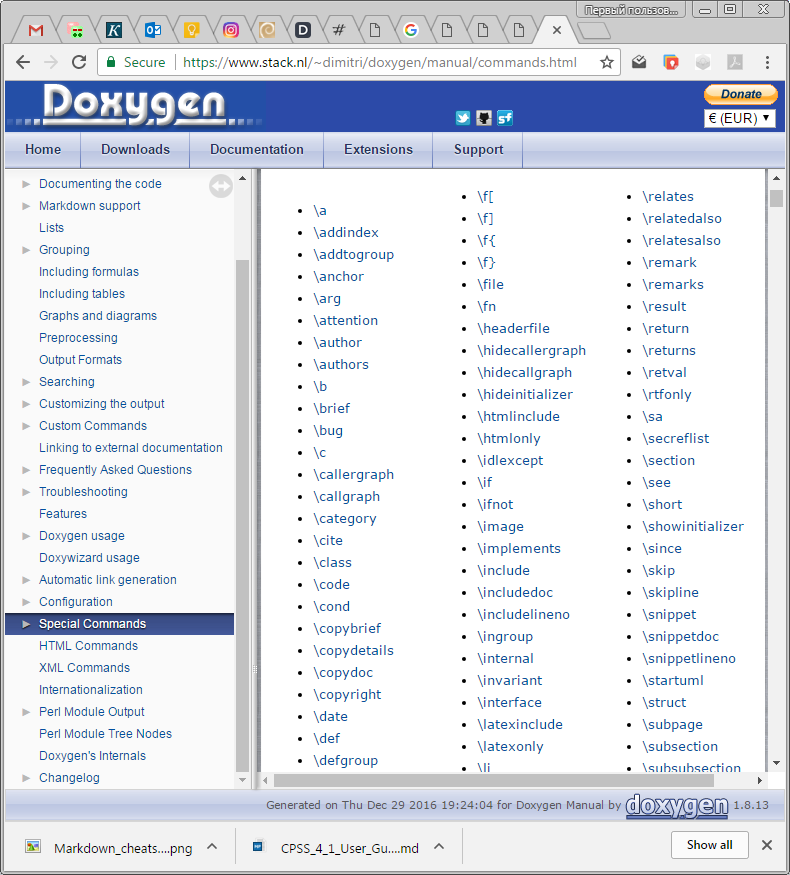 Первый пользов...
Secure
https://www.stack.nl/~dimitri/doxygen/manual/commands.html
Doxygen
Donate
€ (EUR)
Home
Downloads
Documentation
Extensions
Support
Documenting the code
Markdown support
Lists
Grouping
Including formulas
Including tables
Graphs and diagrams
Preprocessing
Output Formats
Searching
Customizing the output
Custom Commands
Linking to external documentation
Frequently Asked Questions
Troubleshooting
Features
Doxygen usage
Doxywizard usage
Automatic link generation
Configuration
Special Commands
HTML Commands
XML Commands
Internationalization
Perl Module Output
Perl Module Tree Nodes
Doxygen's Internals
Changelog
\a
\addindex
\addtogroup
\anchor
\arg
\attention
\author
\authors
\b
\brief
\bug
\c
\callergraph
\callgraph
\category
\cite
\class
\code
\cond
\copybrief
\copydetails
\copydoc
\copyright
\date
\def
\defgroup
\f[
\f]
\f{
\f}
\file
\fn
\headerfile
\hidecallergraph
\hidecallgraph
\hideinitializer
\htmlinclude
\htmlonly
\idlexcept
\if
\ifnot
\image
\implements
\include
\includedoc
\includelineno
\ingroup
\internal
\invariant
\interface
\latexinclude
\latexonly
\li
\relates
\relatedalso
\relatesalso
\remark
\remarks
\result
\return
\returns
\retval
\rtfonly
\sa
\secreflist
\section
\see
\short
\showinitializer
\since
\skip
\skipline
\snippet
\snippetdoc
\snippetlineno
\startuml
\struct
\subpage
\subsection
\subsubsection
Generated on Thu Dec 29 2016 19:24:04 for Doxygen Manual by doxygen 1.8.13
Markdown_cheats....png
CPSS_4_1_User_Gu....md
Show all